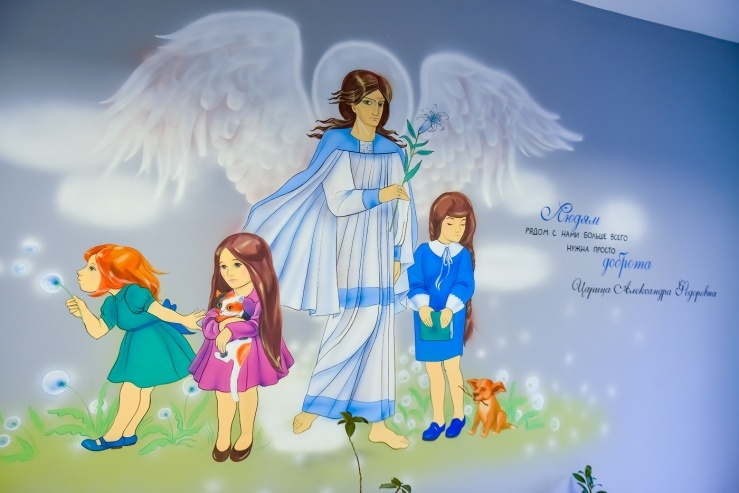 Людям
рядом с нами больше всего
нужна просто
доброта
Царица Александра Федоровна